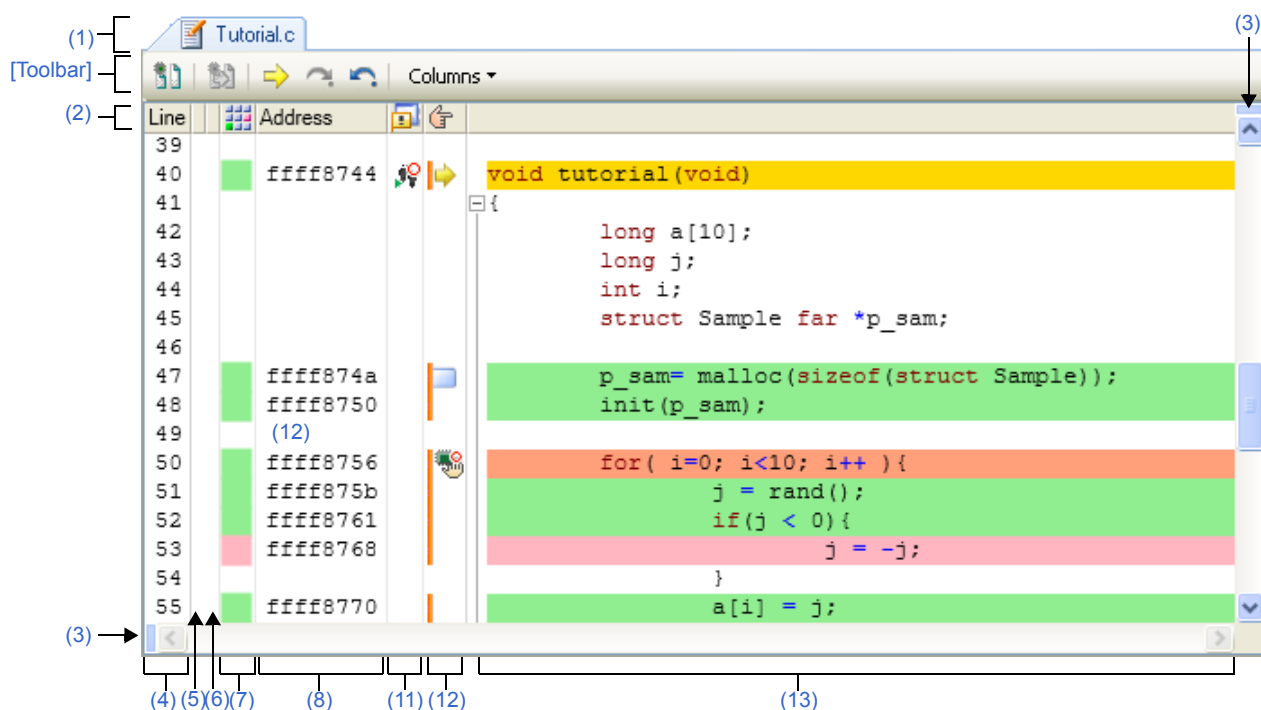 (1) Tutorial.c (3)
[Toolbar] Columns
(2) Line Address
39
40 ffff8744 void tutorial(void)
41 {
42 long a[10];
43 long j;
44 int i;
45 struct Sample far *p_sam;
46
47 ffff874a p_sam= malloc(sizeof(struct Sample));
48 ffff8750 init(p_sam);
49 (12)
50 ffff8756 for( i=0; i<10; i++ ){
51 ffff875b j = rand();
52 ffff8761 if(j < 0){
53 ffff8768 j = -j;
54 }
55 ffff8770 a[i] = j;
(3)
(4) (5)(6)(7) (8) (11) (12) (13)